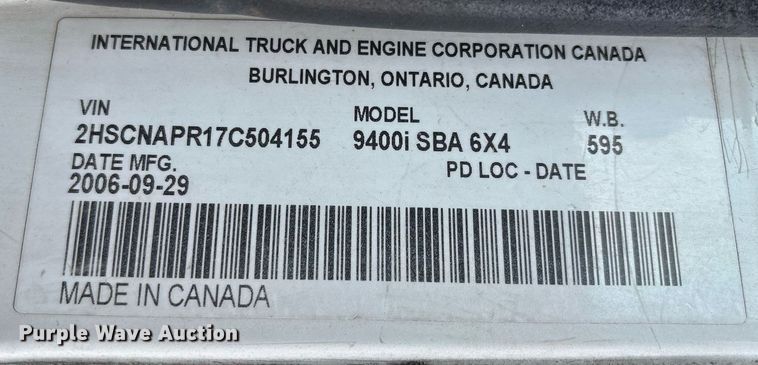 INTERNATIONAL TRUCK AND ENGINE CORPORATION CANADA
BURLINGTON, ONTARIO, CANADA
VIN MODEL W.B.
2HSCNAPR17C504155 9400i SBA 6X4 595
DATE MFG. PD LOC - DATE
2006-09-29
MADE IN CANADA
Purple Wave Auction